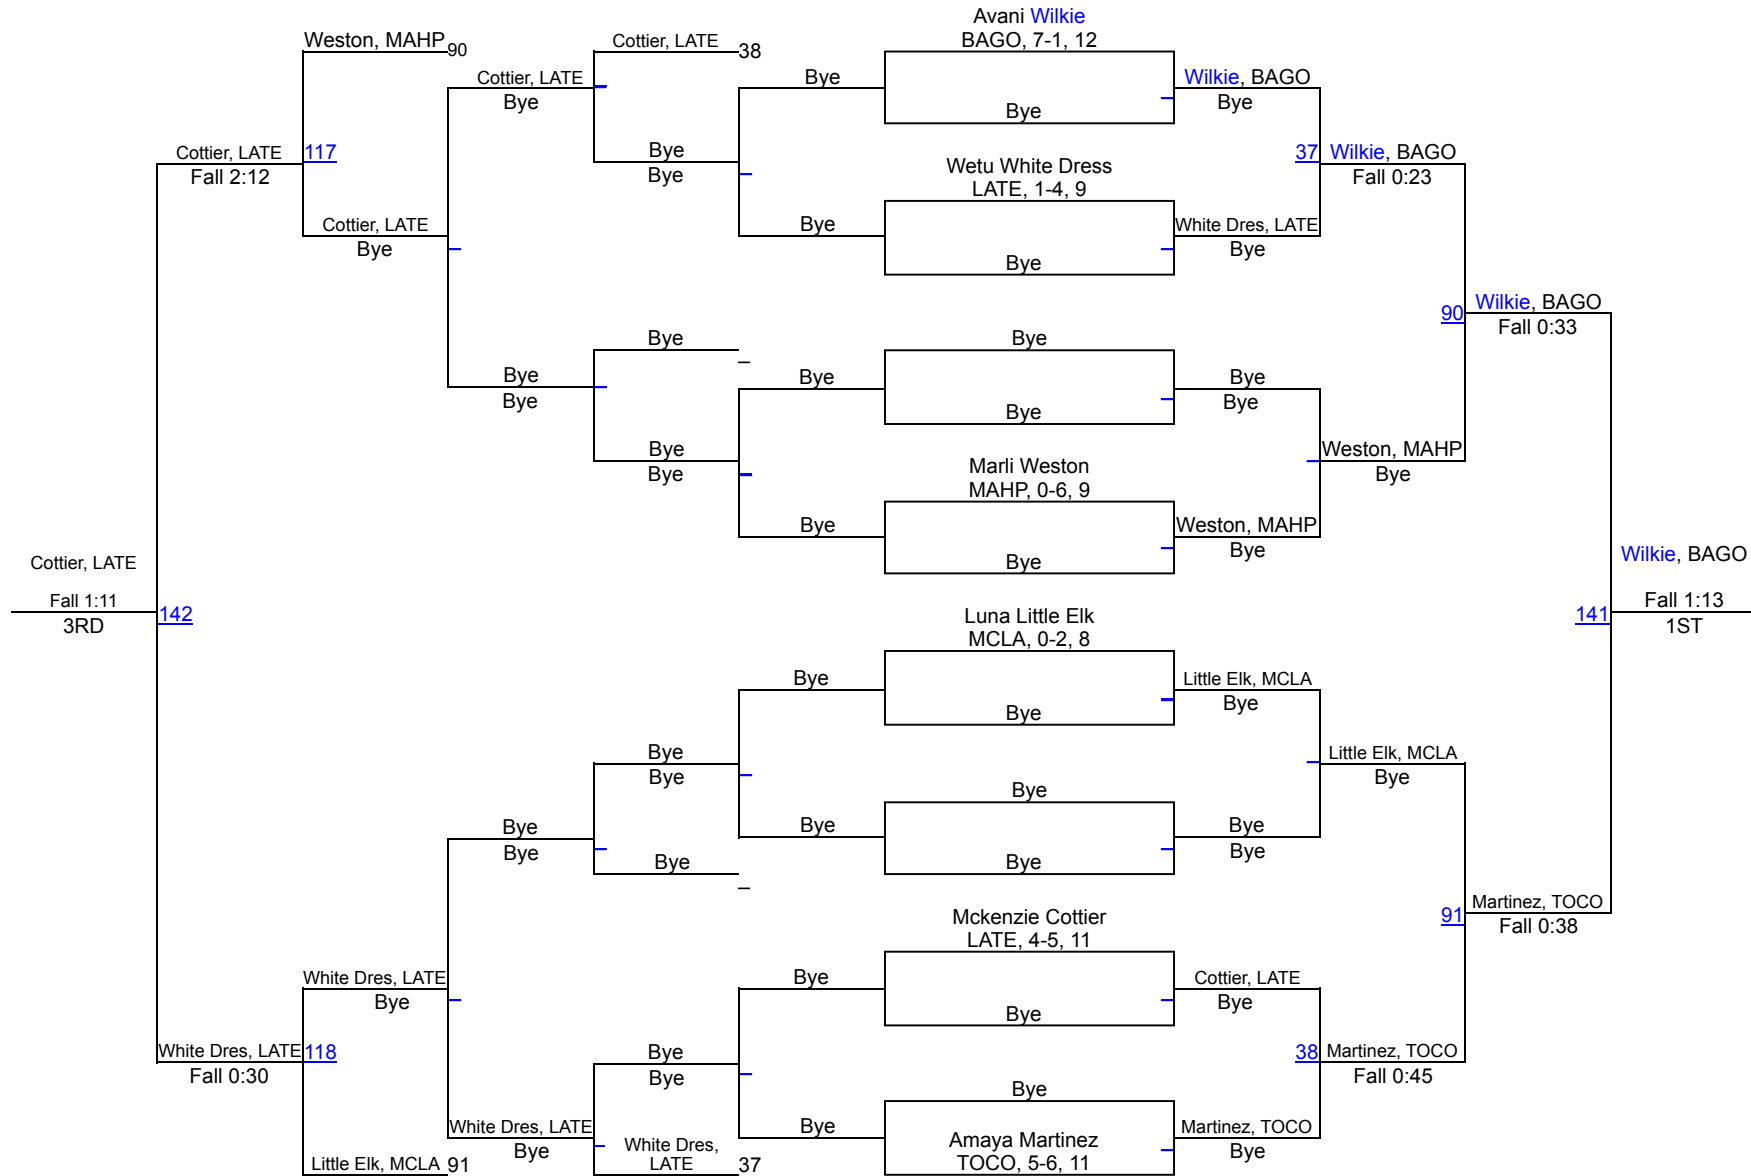 Avani Wilkie
BAGO, 7-1, 12
Weston, MAHP 90
Cottier, LATE 38
Cottier, LATE
Bye
Bye
Wilkie, BAGO
Bye
Bye
Cottier, LATE
Fall 2:12
117
Bye
Bye
37
Wilkie, BAGO
Fall 0:23
Wetu White Dress
LATE, 1-4, 9
Cottier, LATE
Bye
Bye
White Dres, LATE
Bye
Bye
90
Wilkie, BAGO
Fall 0:33
Bye
_
Bye
Bye
Bye
Bye
Bye
Bye
Bye
Bye
Bye
Marli Weston
MAHP, 0-6, 9
Weston, MAHP
Bye
Bye
Weston, MAHP
Bye
Bye
Cottier, LATE
Fall 1:11
3RD
142
Wilkie, BAGO
141
Fall 1:13
1ST
Luna Little Elk
MCLA, 0-2, 8
Bye
Little Elk, MCLA
Bye
Bye
Bye
Bye
Little Elk, MCLA
Bye
Bye
Bye
Bye
Bye
Bye
Bye
Bye
Bye
_
Mckenzie Cottier
LATE, 4-5, 11
91
Martinez, TOCO
Fall 0:38
White Dres, LATE
Bye
Bye
Cottier, LATE
Bye
Bye
White Dres, LATE
Fall 0:30
118
Bye
Bye
38
Martinez, TOCO
Fall 0:45
Bye
White Dres, LATE
Bye
Bye
Amaya Martinez
TOCO, 5-6, 11
Martinez, TOCO
Bye
Little Elk, MCLA 91
White Dres,
LATE 37